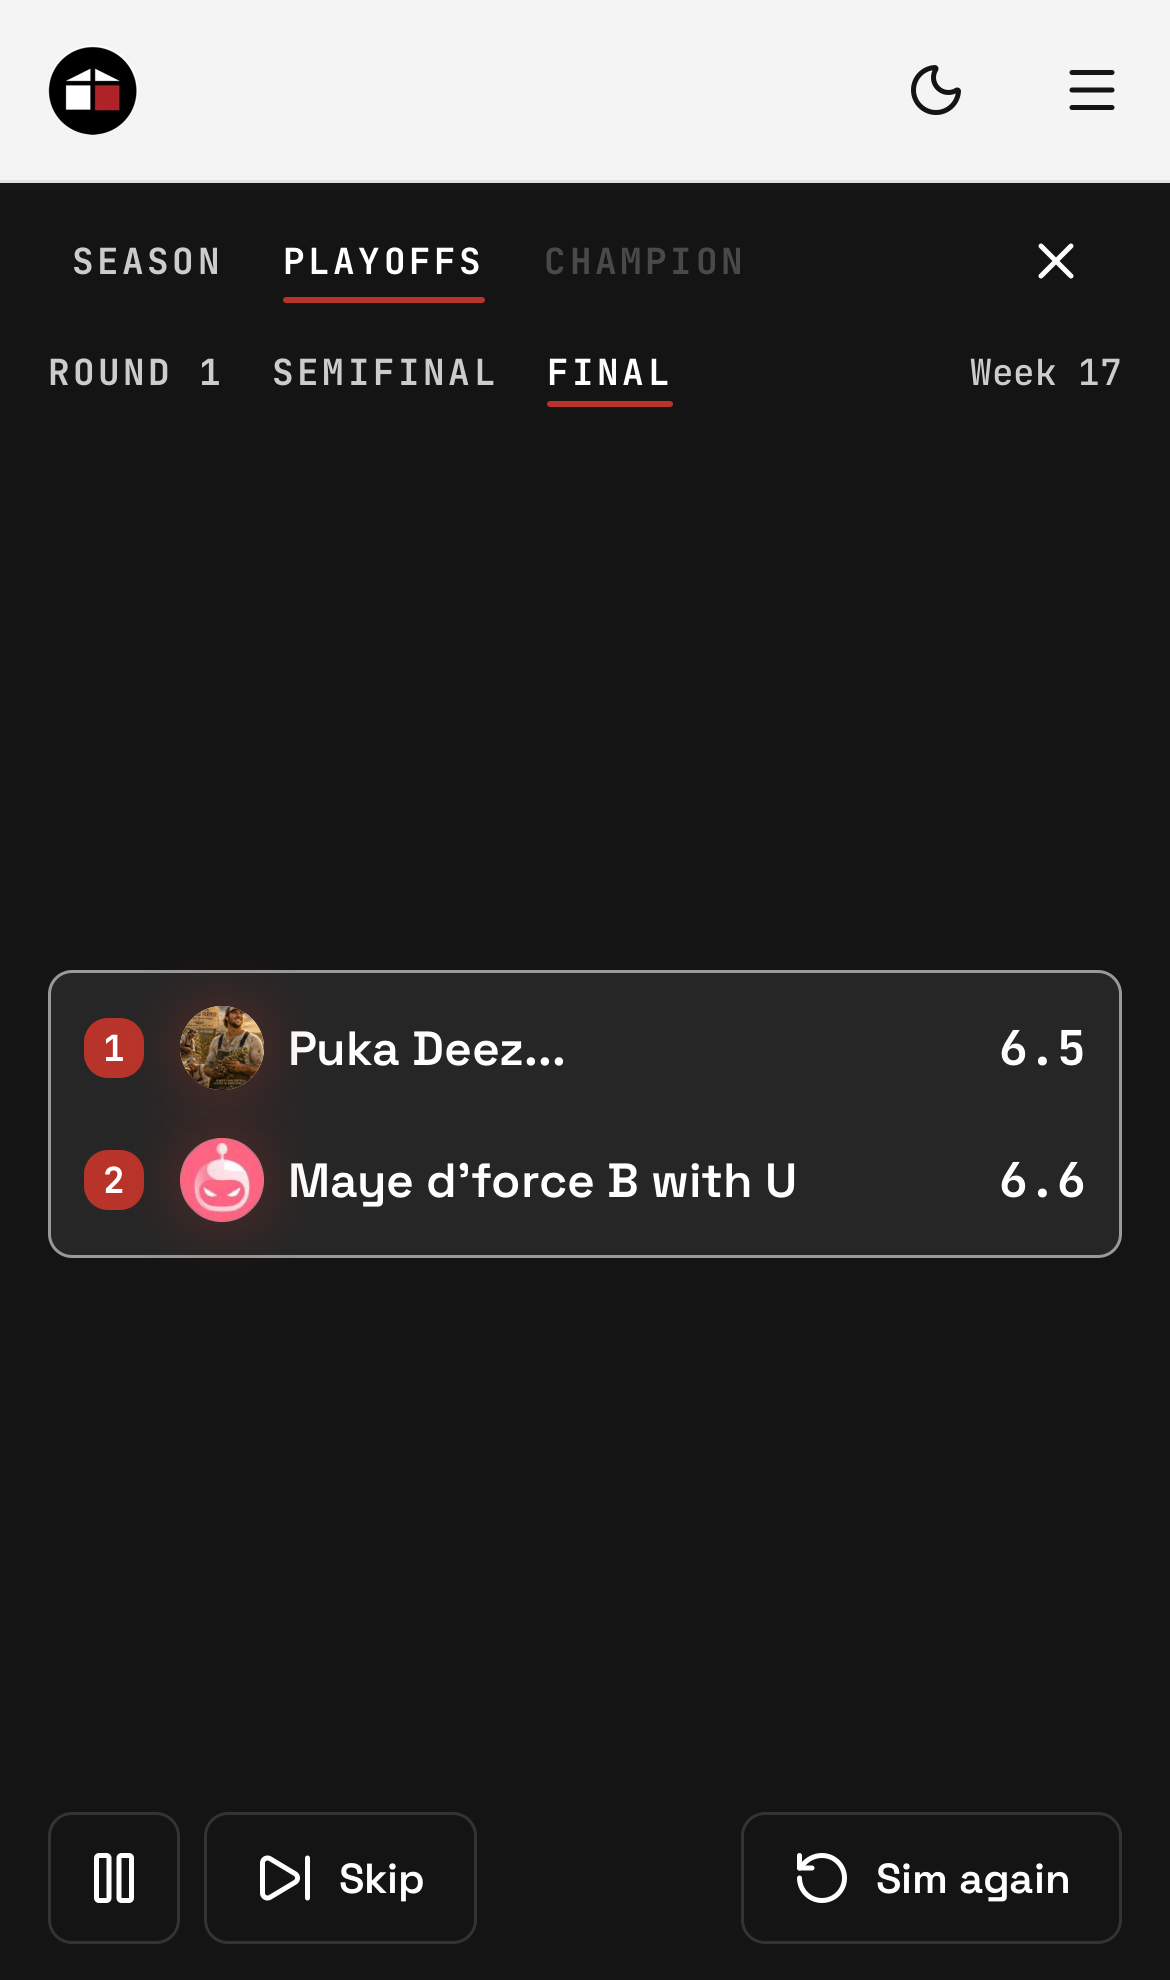 SEASON PLAYOFFS CHAMPION
ROUND 1 SEMIFINAL FINAL Week 17
1 Puka Deez... 6.5
2 Maye d'force B with U 6.6
Skip Sim again